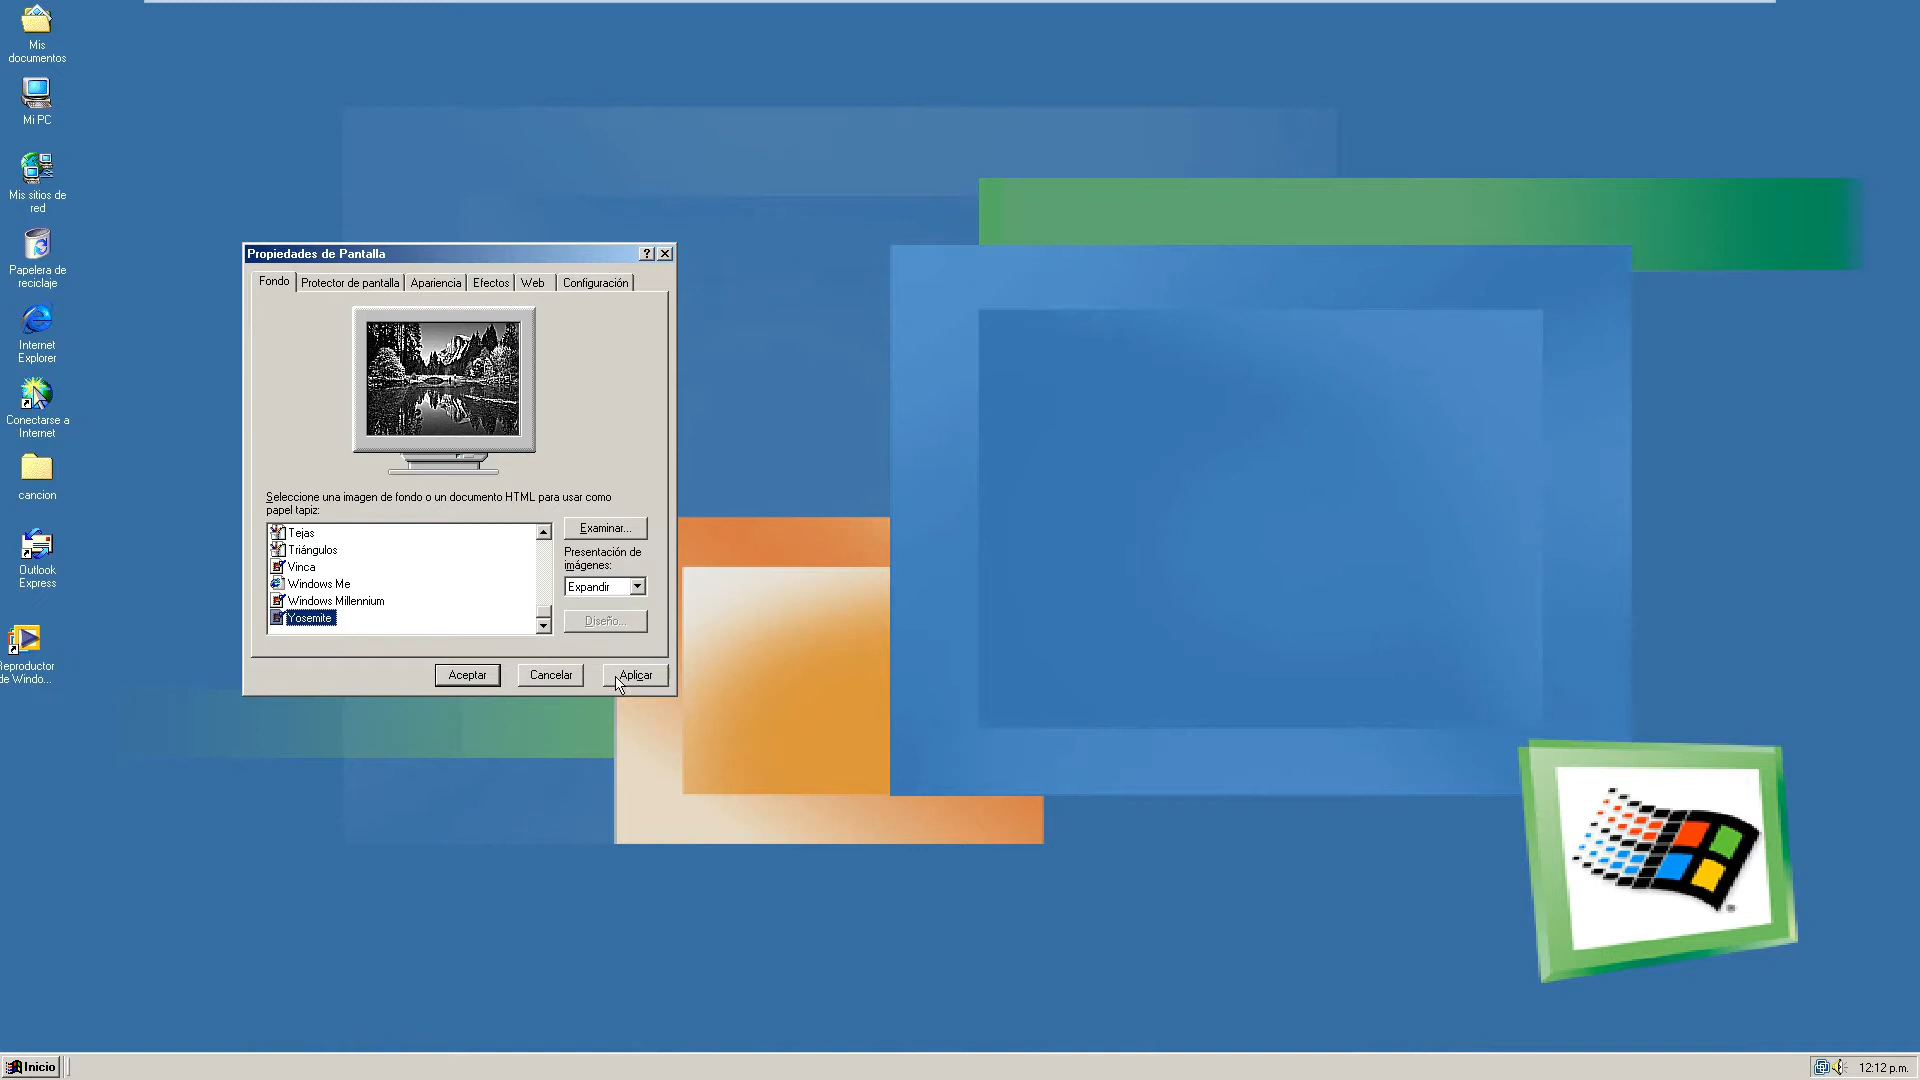 Mis
documentos
Mi PC
Mis sitios de
red
Papelera de
reciclaje
Internet
Explorer
Conectarse a
Internet
cancion
Outlook
Express
Reproductor
de Windo...
Propiedades de Pantalla
Fondo
Protector de pantalla
Apariencia
Efectos
Web
Configuración
Seleccione una imagen de fondo o un documento HTML para usar como
papel tapiz:
Tejas
Triángulos
Vinca
Windows Me
Windows Millennium
Yosemite
Examinar...
Presentación de
imágenes:
Expandir
Diseño...
Aceptar
Cancelar
Aplicar
Inicio
12:12 p.m.